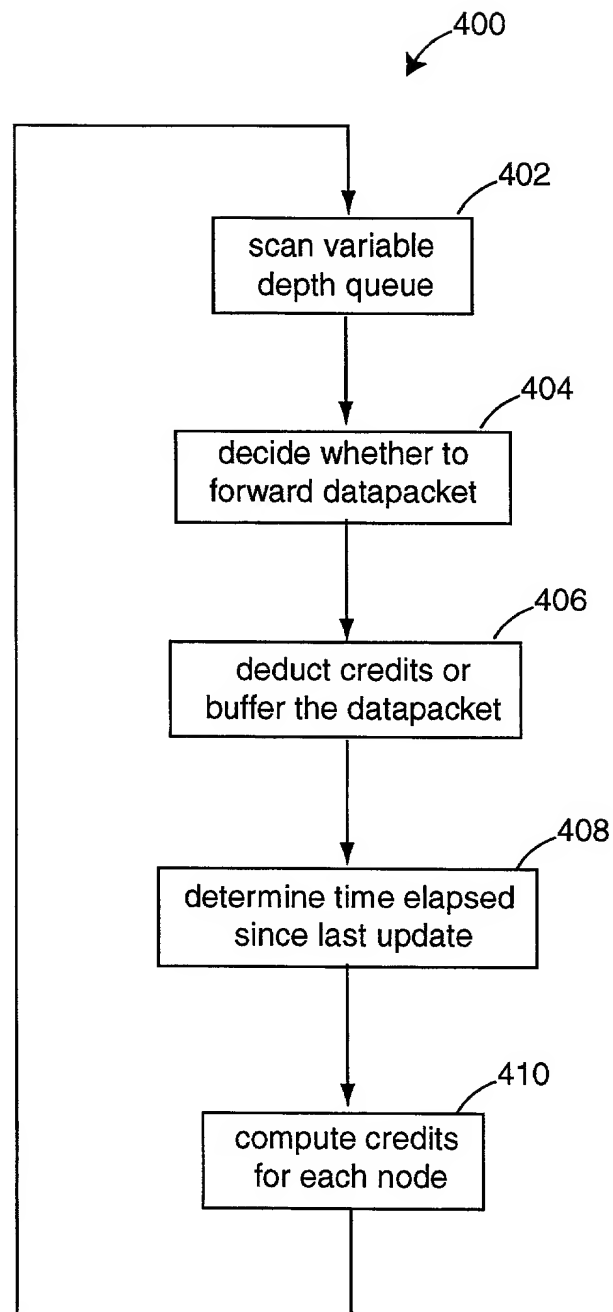 400
402
scan variable
depth queue
404
decide whether to
forward datapacket
406
deduct credits or
buffer the datapacket
408
determine time elapsed
since last update
410
compute credits
for each node